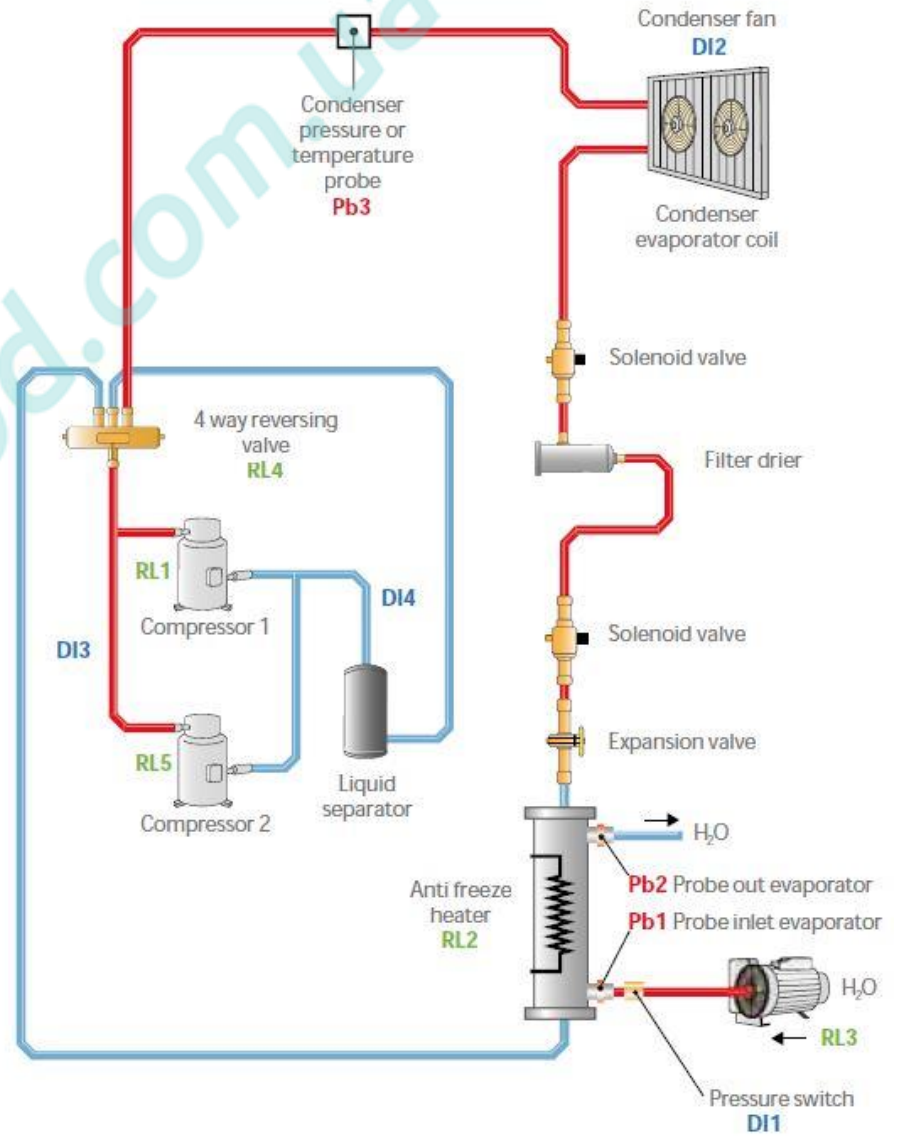 Condenser fan
DI2
Condenser
pressure or
temperature
probe
Pb3
Condenser
evaporator coil
Solenoid valve
4 way reversing
valve
RL4
Filter drier
RL1
Compressor 1
DI4
DI3
Solenoid valve
RL5
Compressor 2
Liquid
separator
Expansion valve
H₂O
Anti freeze
heater
RL2
Pb2 Probe out evaporator
Pb1 Probe inlet evaporator
H₂O
RL3
Pressure switch
DI1
d.com.ua